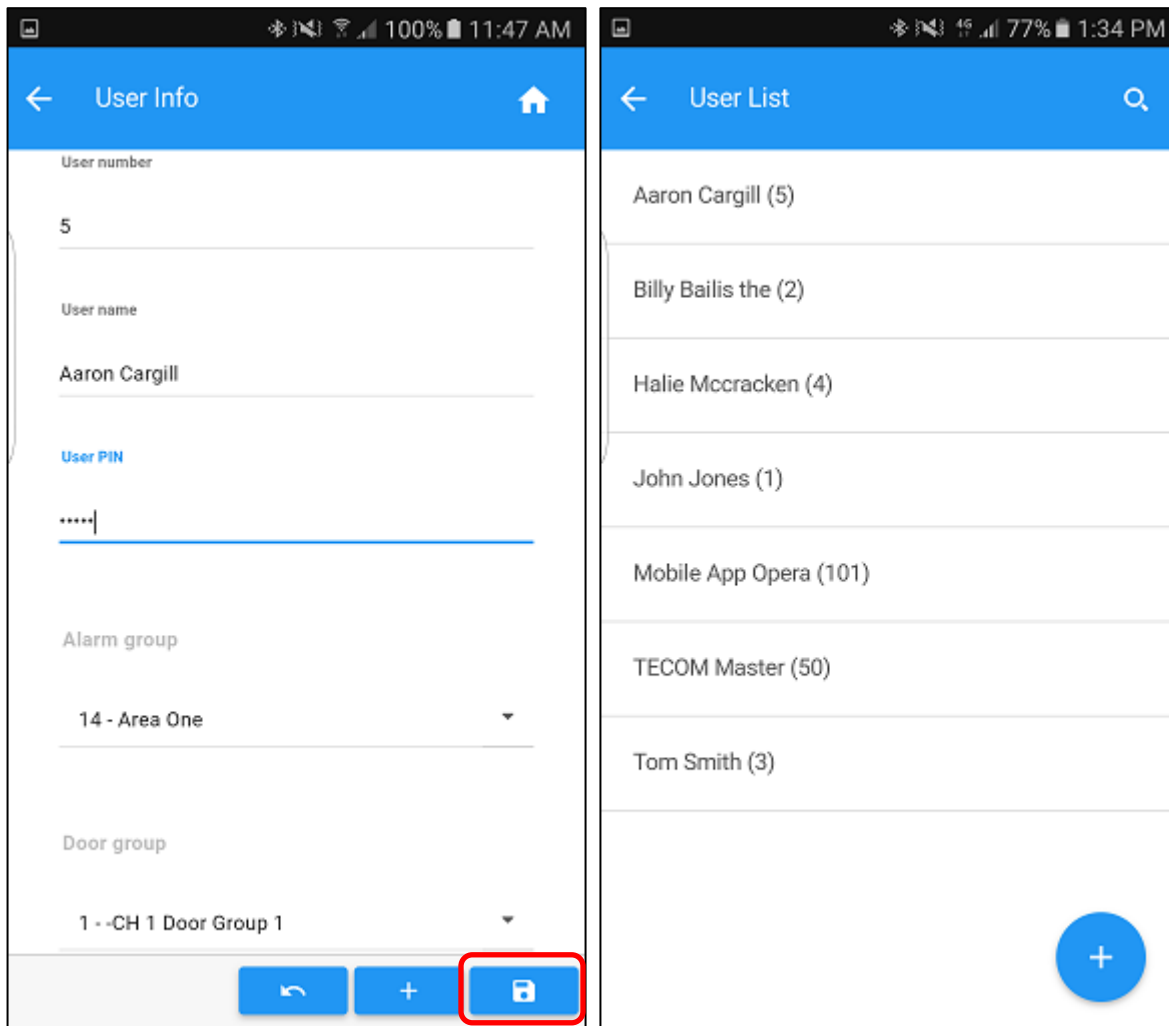 100% 11:47 AM
User Info
User number
5
User name
Aaron Cargill
User PIN
•••••
Alarm group
14 - Area One
Door group
1 - -CH 1 Door Group 1
4G 77% 1:34 PM
User List
Aaron Cargill (5)
Billy Bailis the (2)
Halie Mccracken (4)
John Jones (1)
Mobile App Opera (101)
TECOM Master (50)
Tom Smith (3)